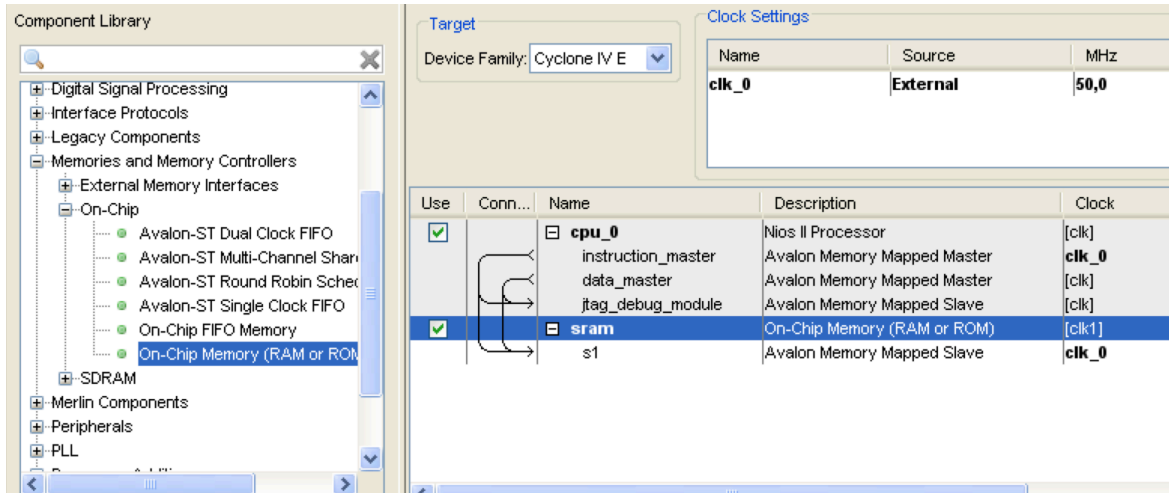 Component Library
Digital Signal Processing
Interface Protocols
Legacy Components
Memories and Memory Controllers
External Memory Interfaces
On-Chip
Avalon-ST Dual Clock FIFO
Avalon-ST Multi-Channel Shar
Avalon-ST Round Robin Sched
Avalon-ST Single Clock FIFO
On-Chip FIFO Memory
On-Chip Memory (RAM or ROM
SDRAM
Merlin Components
Peripherals
PLL
Target
Device Family: Cyclone IV E
Clock Settings
Name Source MHz
clk_0 External 50,0
Use Conn... Name Description Clock
cpu_0 Nios II Processor [clk]
instruction_master Avalon Memory Mapped Master clk_0
data_master Avalon Memory Mapped Master [clk]
jtag_debug_module Avalon Memory Mapped Slave [clk]
sram On-Chip Memory (RAM or ROM) [clk1]
s1 Avalon Memory Mapped Slave clk_0